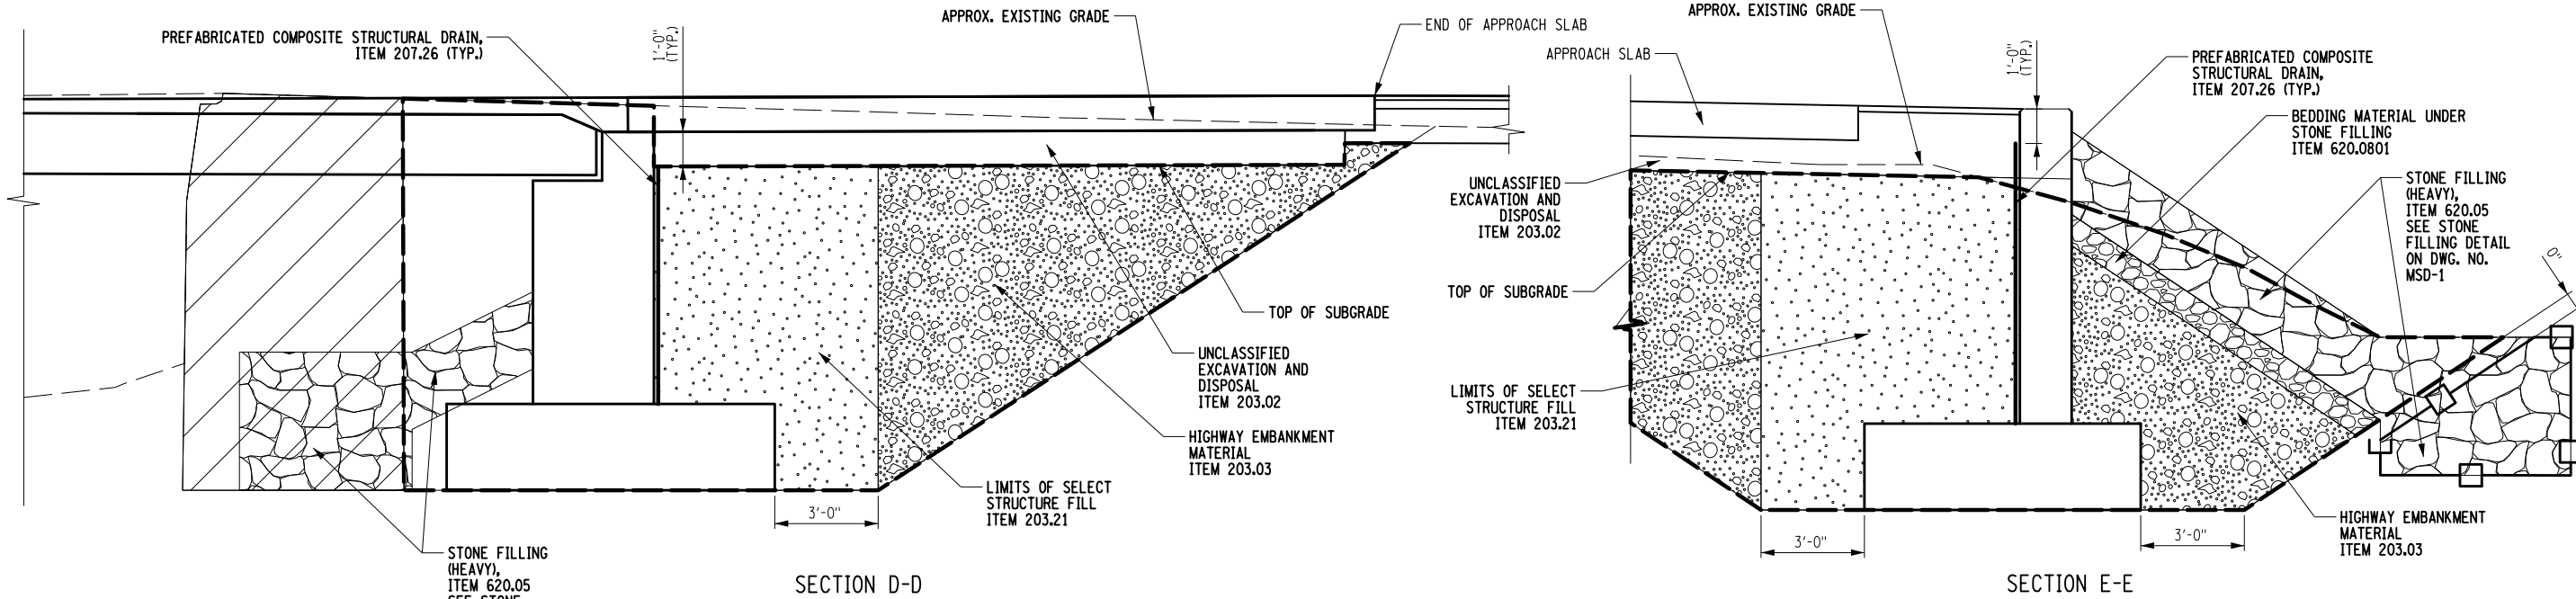 PREFABRICATED COMPOSITE STRUCTURAL DRAIN,
ITEM 207.26 (TYP.)
1'-0"
(TYP.)
APPROX. EXISTING GRADE
END OF APPROACH SLAB
TOP OF SUBGRADE
UNCLASSIFIED
EXCAVATION AND
DISPOSAL
ITEM 203.02
HIGHWAY EMBANKMENT
MATERIAL
ITEM 203.03
LIMITS OF SELECT
STRUCTURE FILL
ITEM 203.21
3'-0"
STONE FILLING
(HEAVY),
ITEM 620.05
SEE STONE
SECTION D-D
APPROX. EXISTING GRADE
APPROACH SLAB
1'-0"
(TYP.)
PREFABRICATED COMPOSITE
STRUCTURAL DRAIN,
ITEM 207.26 (TYP.)
BEDDING MATERIAL UNDER
STONE FILLING
ITEM 620.0801
STONE FILLING
(HEAVY),
ITEM 620.05
SEE STONE
FILLING DETAIL
ON DWG. NO.
MSD-1
0"
UNCLASSIFIED
EXCAVATION AND
DISPOSAL
ITEM 203.02
TOP OF SUBGRADE
LIMITS OF SELECT
STRUCTURE FILL
ITEM 203.21
3'-0"
3'-0"
HIGHWAY EMBANKMENT
MATERIAL
ITEM 203.03
SECTION E-E